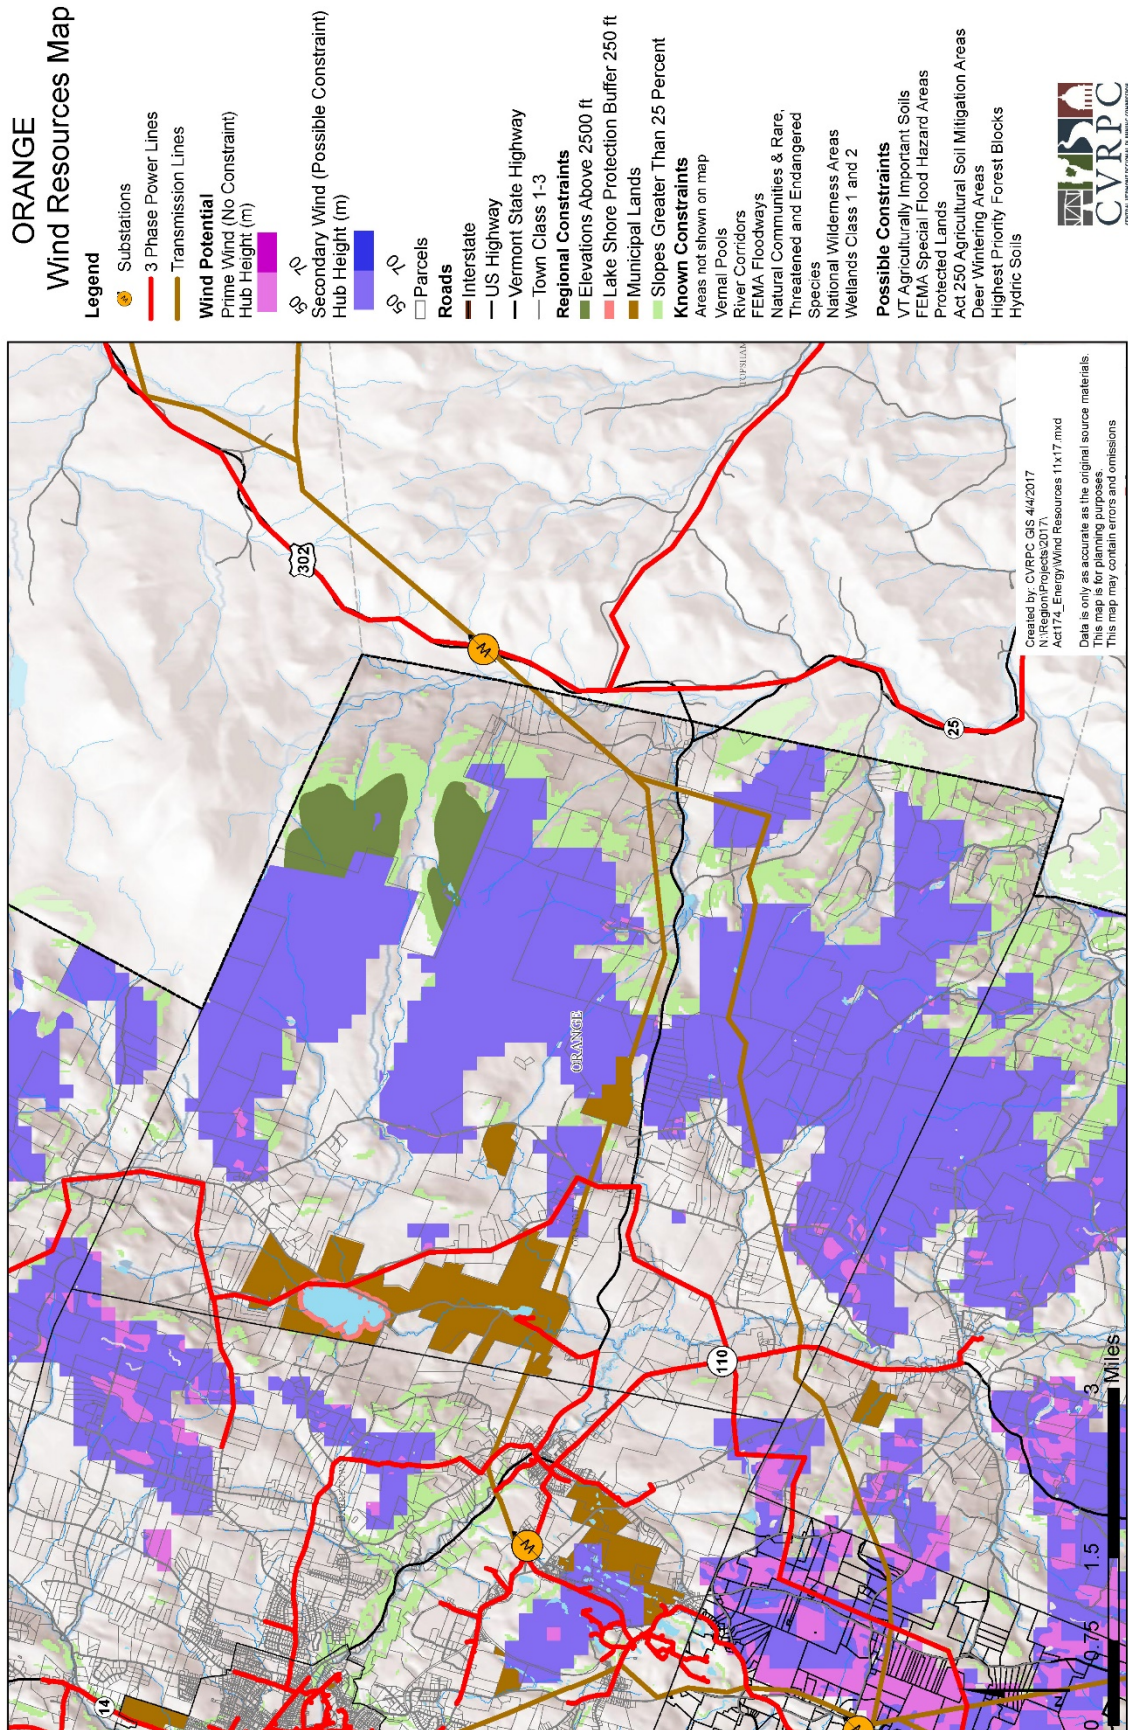 ORANGE
Wind Resources Map
Legend
Substations
3 Phase Power Lines
Transmission Lines
Wind Potential
Prime Wind (No Constraint)
Hub Height (m)
50 70
Secondary Wind (Possible Constraint)
Hub Height (m)
50 70
Parcels
Roads
Interstate
US Highway
Vermont State Highway
Town Class 1-3
Regional Constraints
Elevations Above 2500 ft
Lake Shore Protection Buffer 250 ft
Municipal Lands
Slopes Greater Than 25 Percent
Known Constraints
Areas not shown on map
Vernal Pools
River Corridors
FEMA Floodways
Natural Communities & Rare,
Threatened and Endangered
Species
National Wilderness Areas
Wetlands Class 1 and 2
Possible Constraints
VT Agriculturally Important Soils
FEMA Special Flood Hazard Areas
Protected Lands
Act 250 Agricultural Soil Mitigation Areas
Deer Wintering Areas
Highest Priority Forest Blocks
Hydric Soils
CVRPC
CENTRAL VERMONT REGIONAL PLANNING COMMISSION
302
TOPSHAM
25
ORANGE
110
14
0 0.75 1.5 3
Miles
N
Created by: CVRPC GIS 4/4/2017
N:\Region\Projects\2017\
Act174_Energy\Wind Resources 11x17.mxd
Data is only as accurate as the original source materials.
This map is for planning purposes.
This map may contain errors and omissions